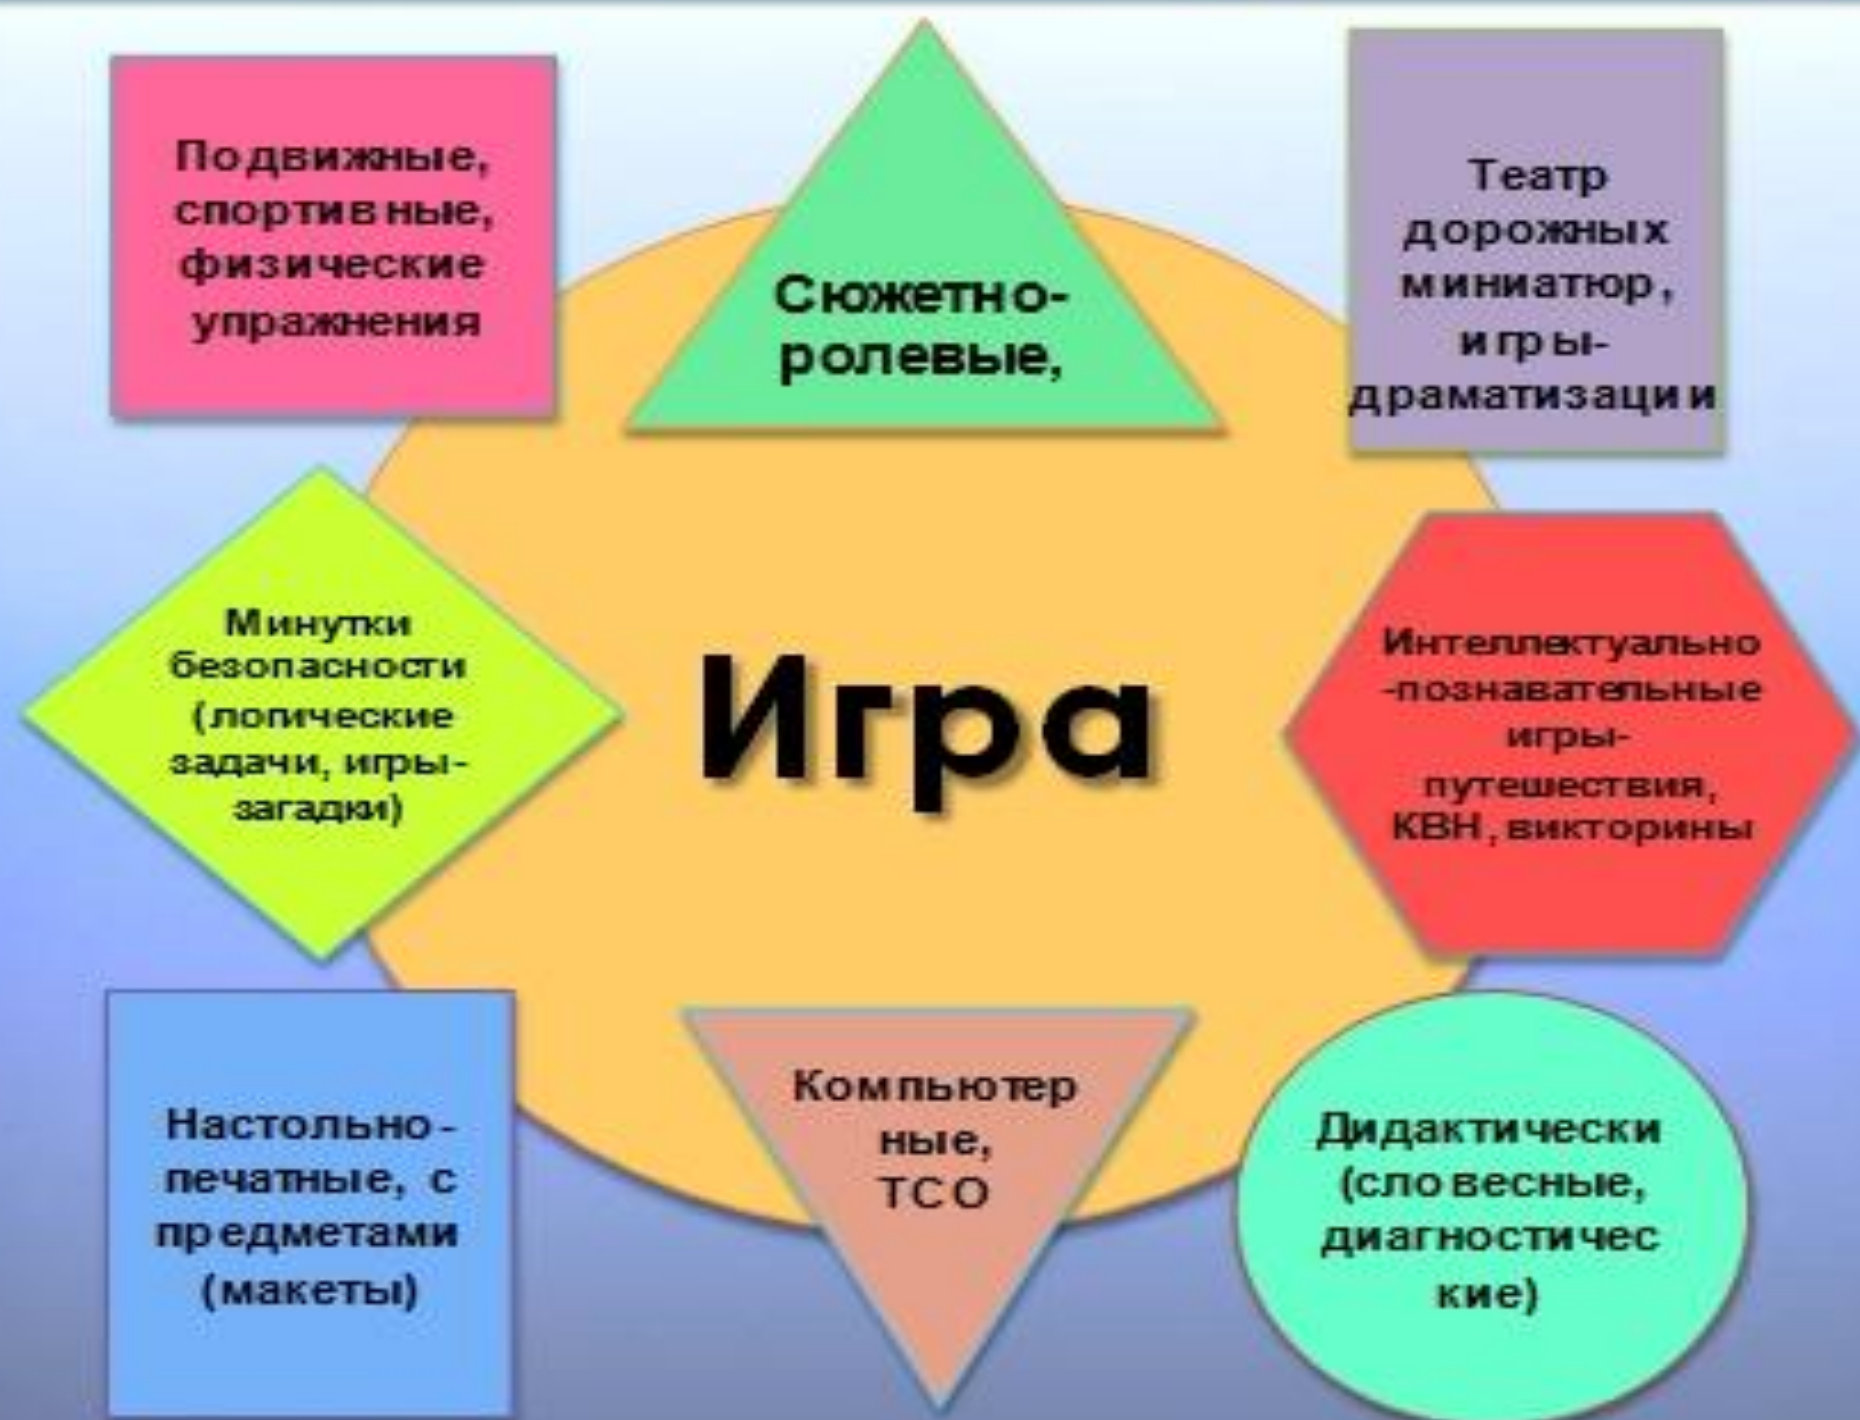 Подвижные,
спортивные,
физические
упражнения
Сюжетно-
ролевые,
Театр
дорожных
миниатюр,
игры-
драматизации
Минутки
безопасности
(логические
задачи, игры-
загадки)
Игра
Интеллектуально
-познавательные
игры-
путешествия,
КВН, викторины
Настольно-
печатные, с
предметами
(макеты)
Компьютер
ные,
ТСО
Дидактически
(словесные,
диагностичес
кие)